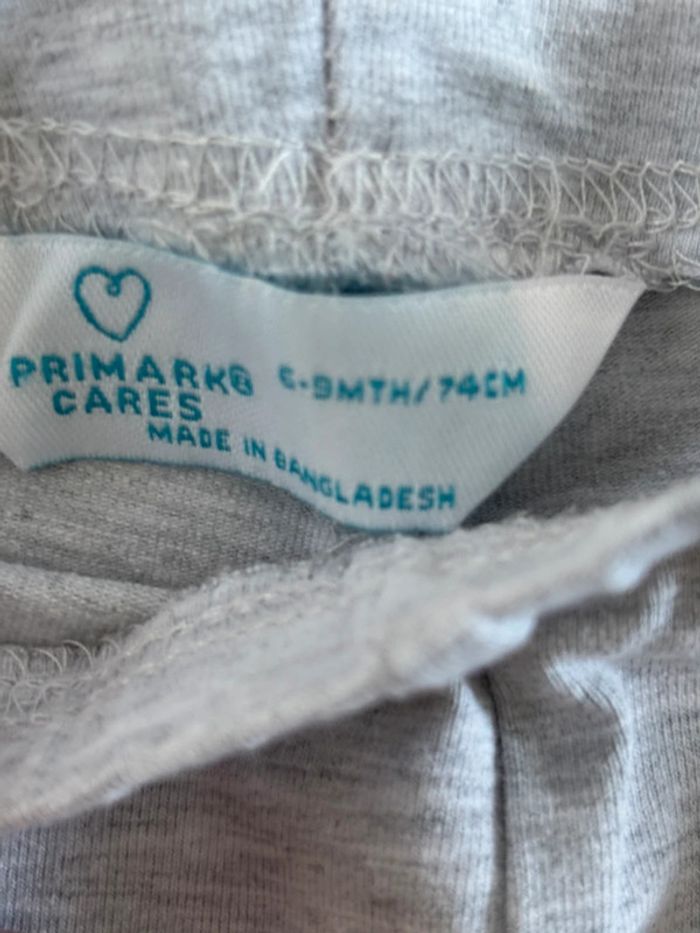 PRIMARK®
CARES
6-9MTH/74CM
MADE IN BANGLADESH